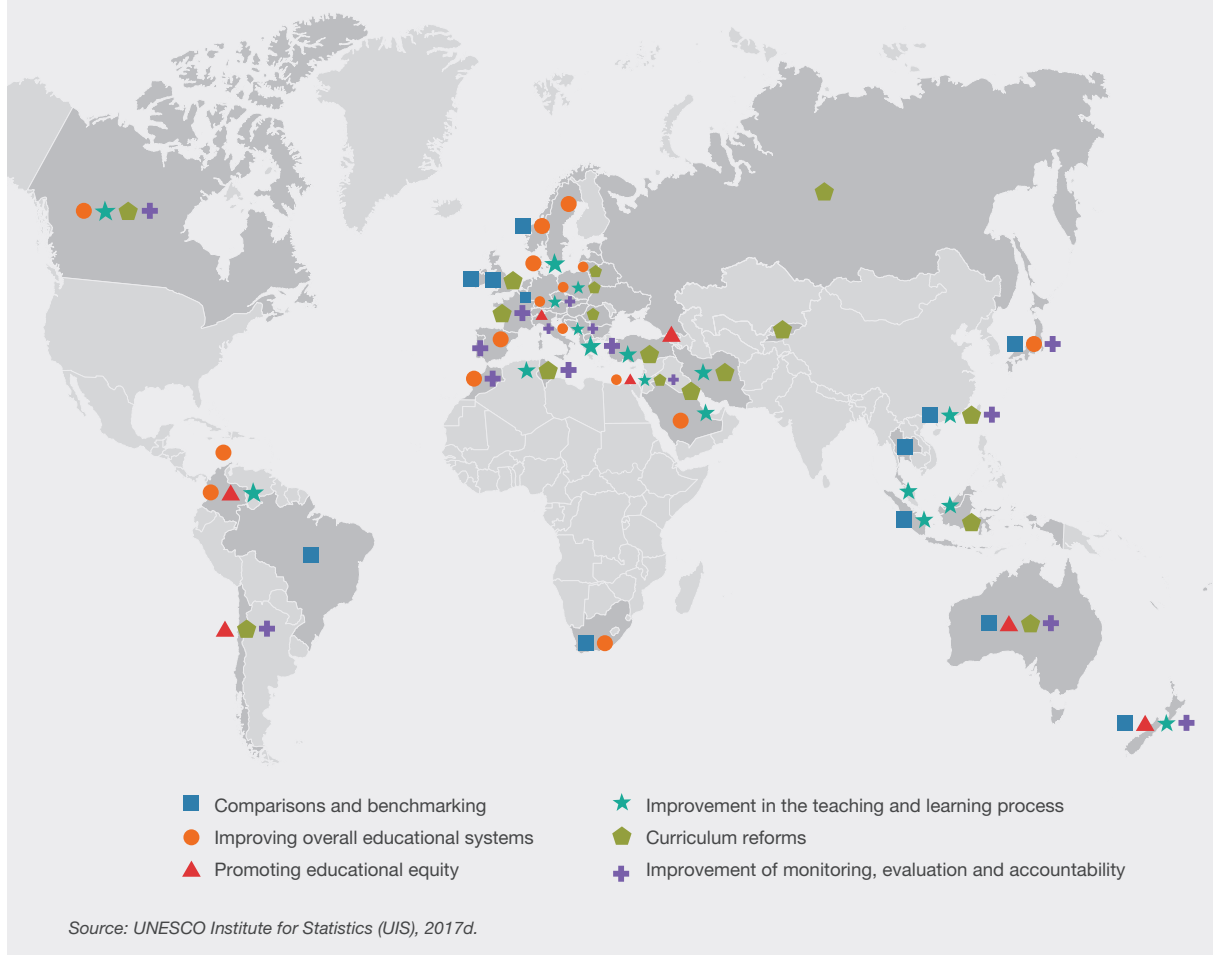 Comparisons and benchmarking
Improving overall educational systems
Promoting educational equity
Improvement in the teaching and learning process
Curriculum reforms
Improvement of monitoring, evaluation and accountability
Source: UNESCO Institute for Statistics (UIS), 2017d.